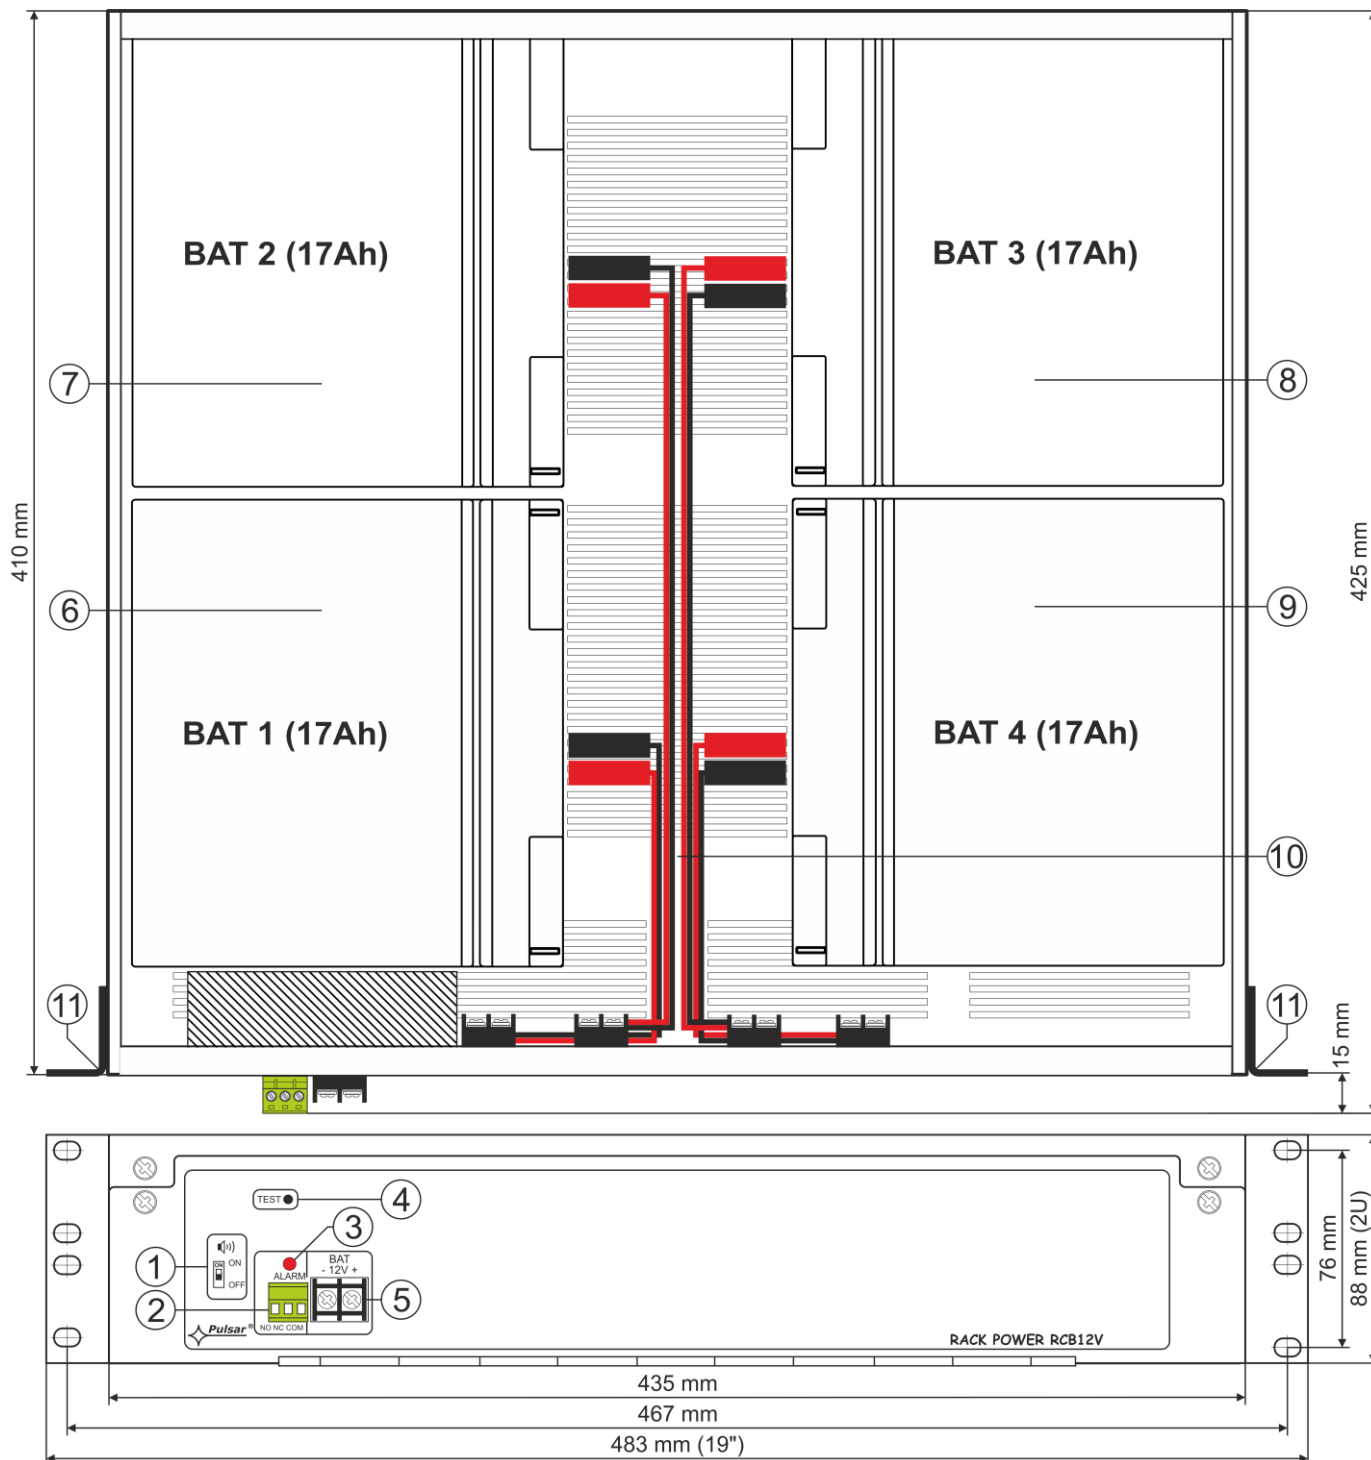 BAT 2 (17Ah)
BAT 3 (17Ah)
7
8
410 mm
425 mm
6
9
BAT 1 (17Ah)
BAT 4 (17Ah)
10
11
11
15 mm
TEST
4
3
1
ON
ON
OFF
ALARM
BAT
- 12V +
2
5
NO NC COM
Pulsar®
RACK POWER RCB12V
76 mm
88 mm (2U)
435 mm
467 mm
483 mm (19")